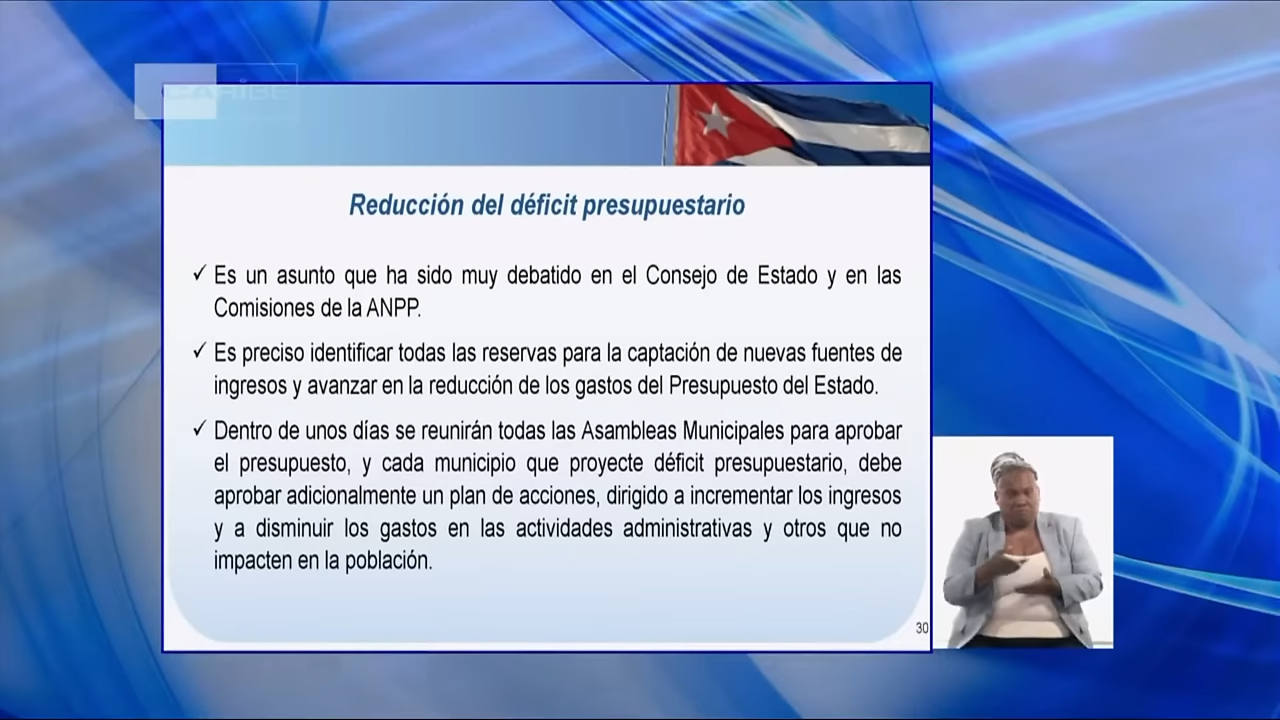 CARIBE
Reducción del déficit presupuestario
✓ Es un asunto que ha sido muy debatido en el Consejo de Estado y en las
Comisiones de la ANPP.
✓ Es preciso identificar todas las reservas para la captación de nuevas fuentes de
ingresos y avanzar en la reducción de los gastos del Presupuesto del Estado.
✓ Dentro de unos días se reunirán todas las Asambleas Municipales para aprobar
el presupuesto, y cada municipio que proyecte déficit presupuestario, debe
aprobar adicionalmente un plan de acciones, dirigido a incrementar los ingresos
y a disminuir los gastos en las actividades administrativas y otros que no
impacten en la población.
30